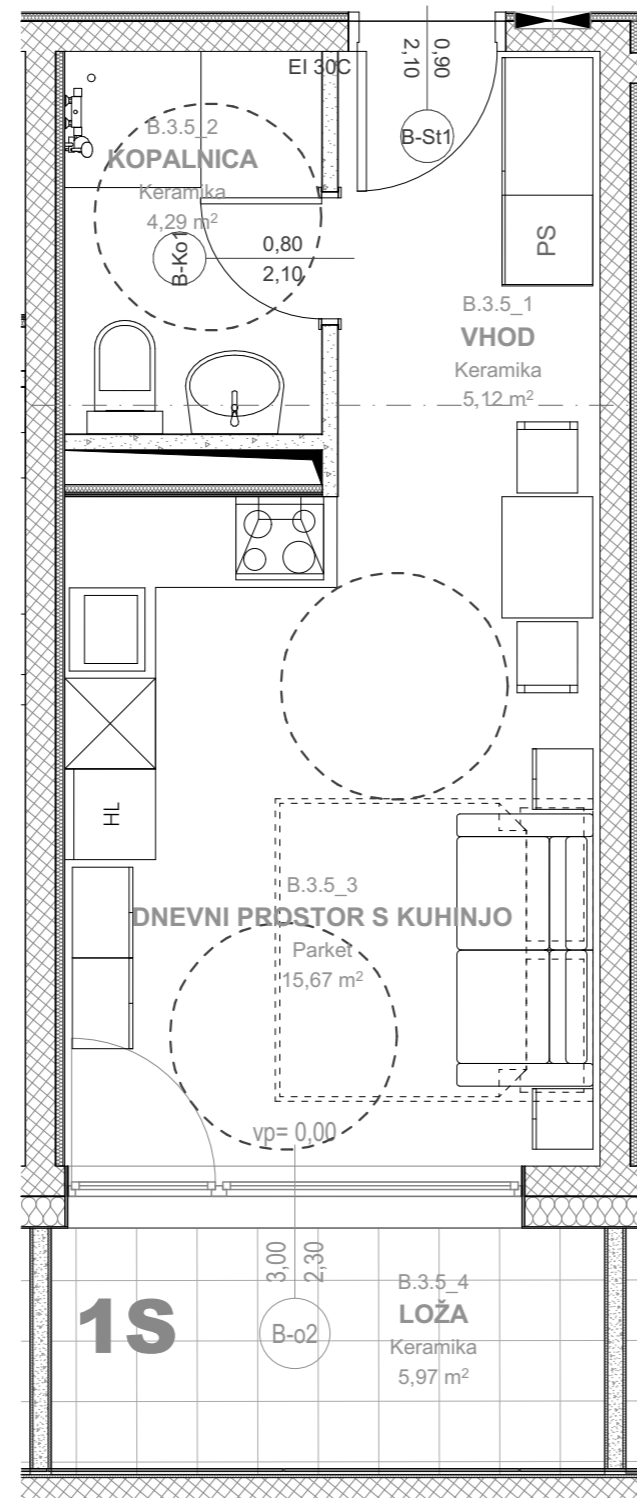 EI 30C
0,90
2,10
B-St1
B.3.5_2
KOPALNICA
Keramika
4,29 m²
B-Ko1
0,80
2,10
PS
B.3.5_1
VHOD
Keramika
5,12 m²
HL
B.3.5_3
DNEVNI PROSTOR S KUHINJO
Parket
15,67 m²
vp= 0,00
3,00
2,30
B-o2
1S
B.3.5_4
LOŽA
Keramika
5,97 m²